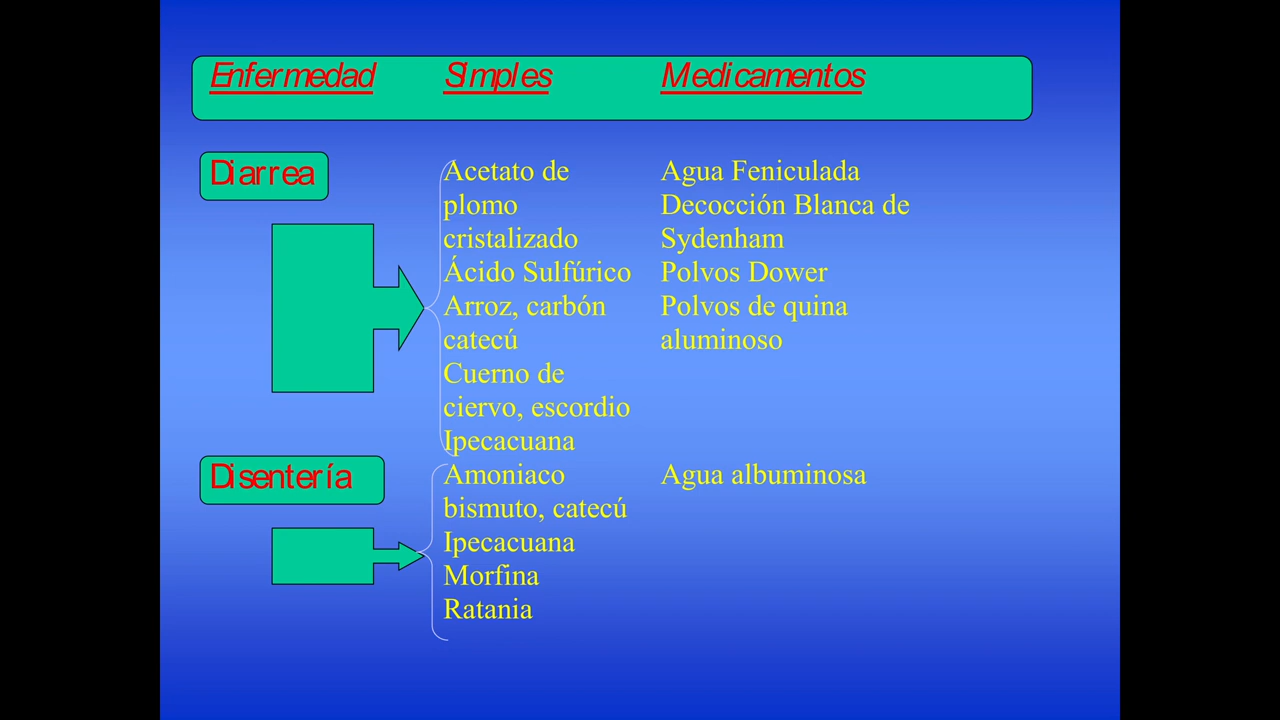 Enfermedad Simples Medicamentos
Diarrea
Acetato de
plomo
cristalizado
Ácido Sulfúrico
Arroz, carbón
catecú
Cuerno de
ciervo, escordio
Ipecacuana
Agua Feniculada
Decocción Blanca de
Sydenham
Polvos Dower
Polvos de quina
aluminoso
Disentería
Amoniaco
bismuto, catecú
Ipecacuana
Morfina
Ratania
Agua albuminosa